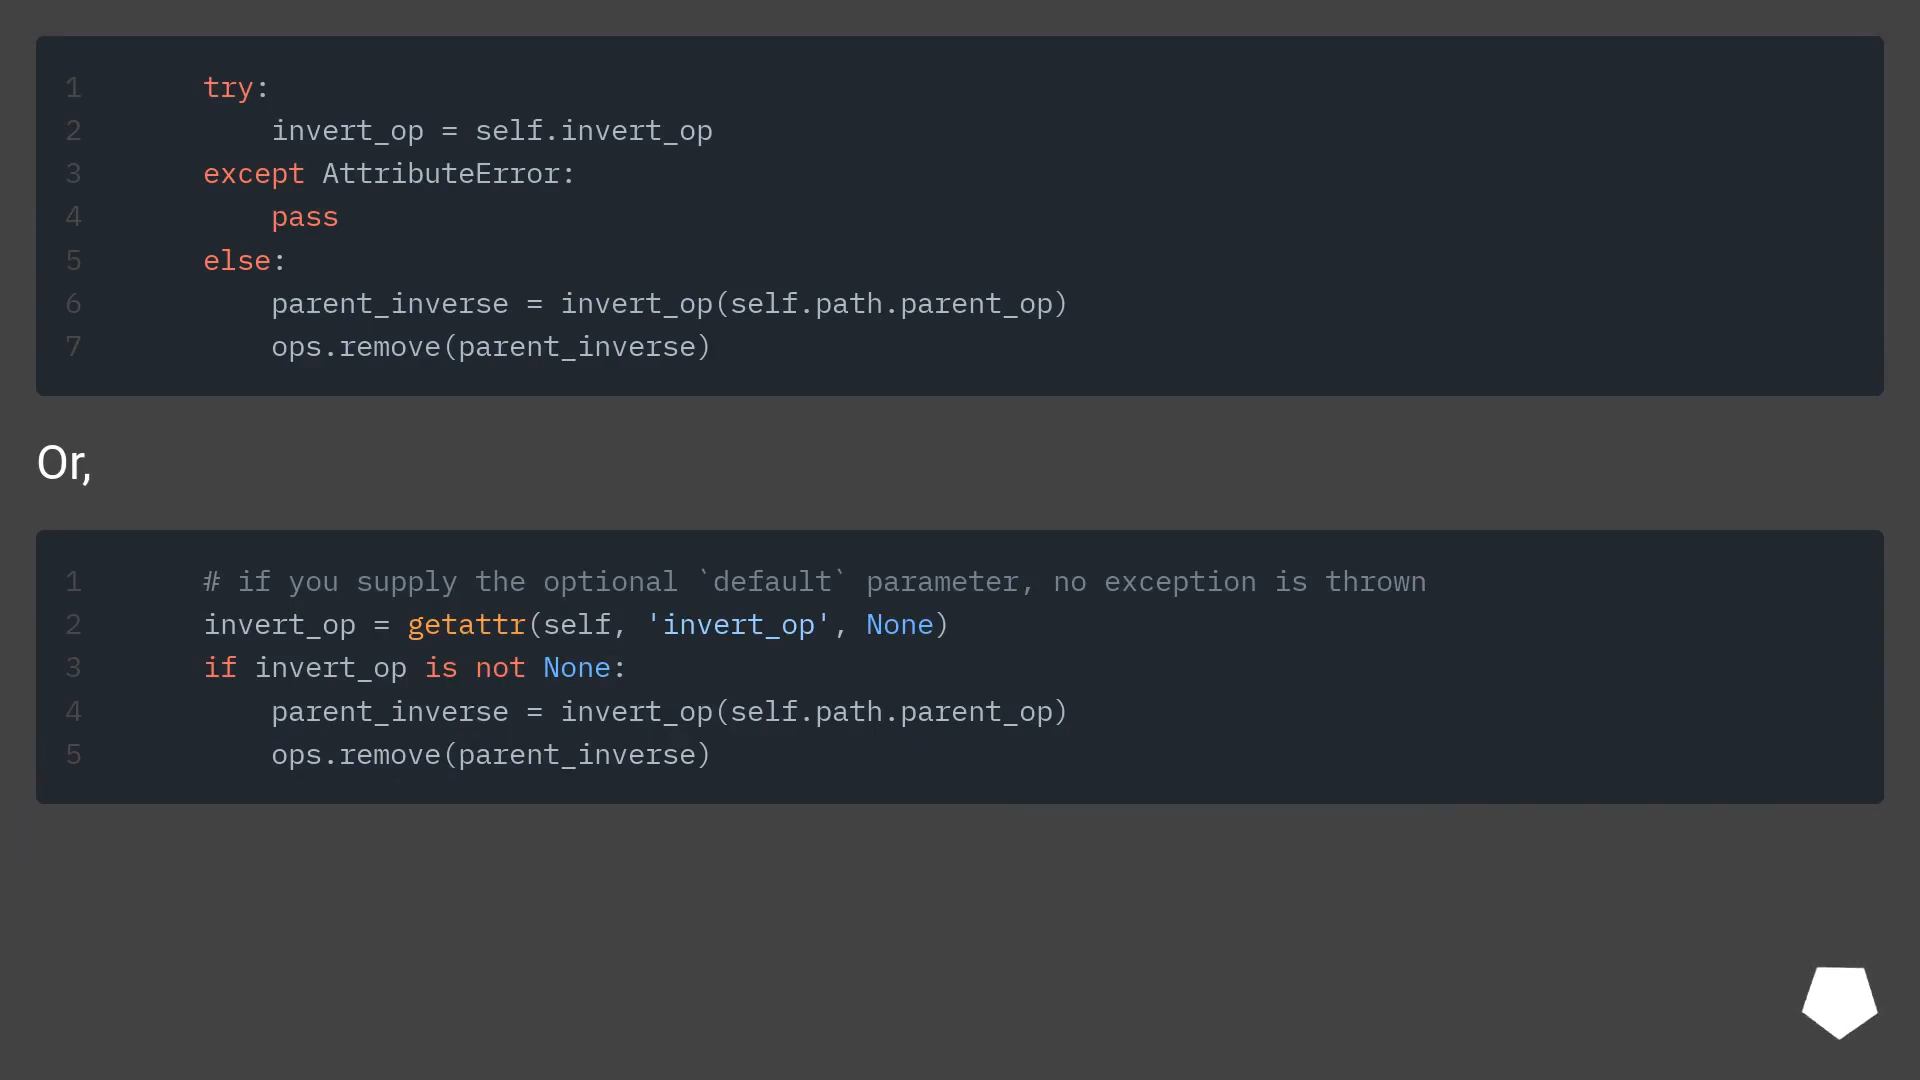 1 try:
2 invert_op = self.invert_op
3 except AttributeError:
4 pass
5 else:
6 parent_inverse = invert_op(self.path.parent_op)
7 ops.remove(parent_inverse)
Or,
1 # if you supply the optional `default` parameter, no exception is thrown
2 invert_op = getattr(self, 'invert_op', None)
3 if invert_op is not None:
4 parent_inverse = invert_op(self.path.parent_op)
5 ops.remove(parent_inverse)